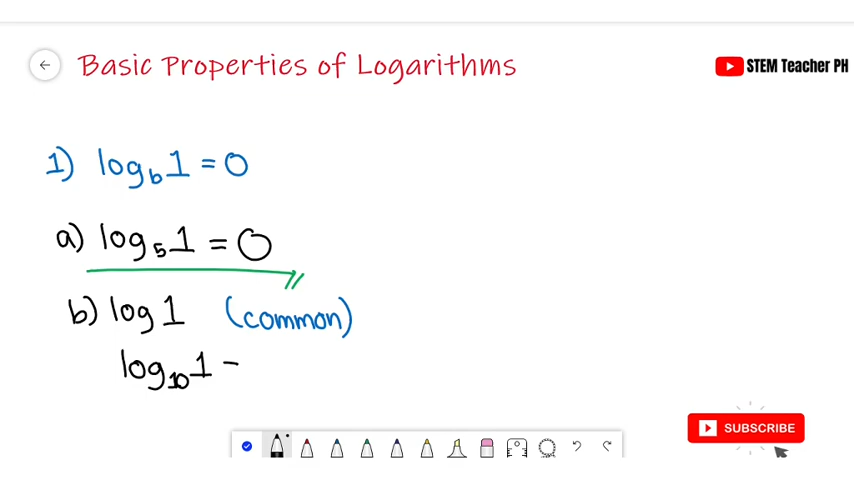 Basic Properties of Logarithms
STEM Teacher PH
1) log_b 1 = 0
a) log_5 1 = 0
b) log 1 (common)
log_10 1 -
SUBSCRIBE